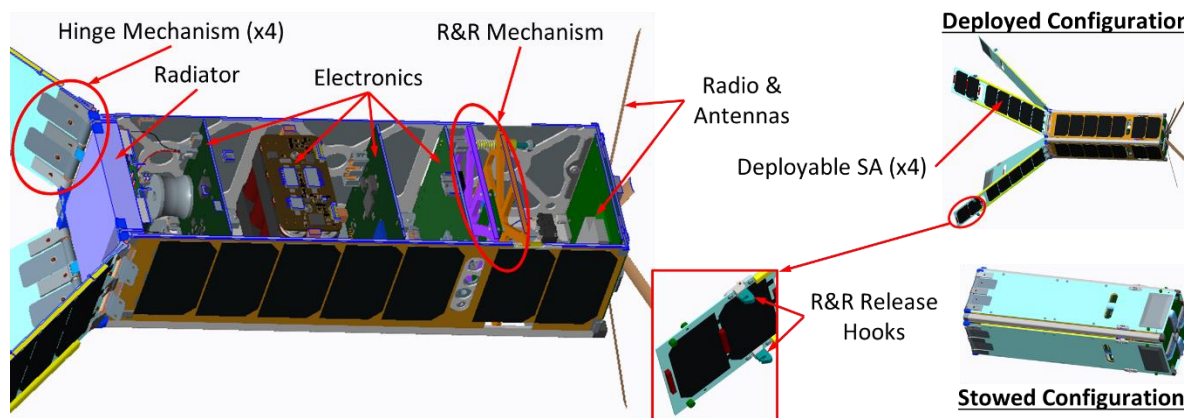 Hinge Mechanism (x4)
R&R Mechanism
Deployed Configuration
Radiator
Electronics
Radio &
Antennas
Deployable SA (x4)
R&R Release
Hooks
Stowed Configuration